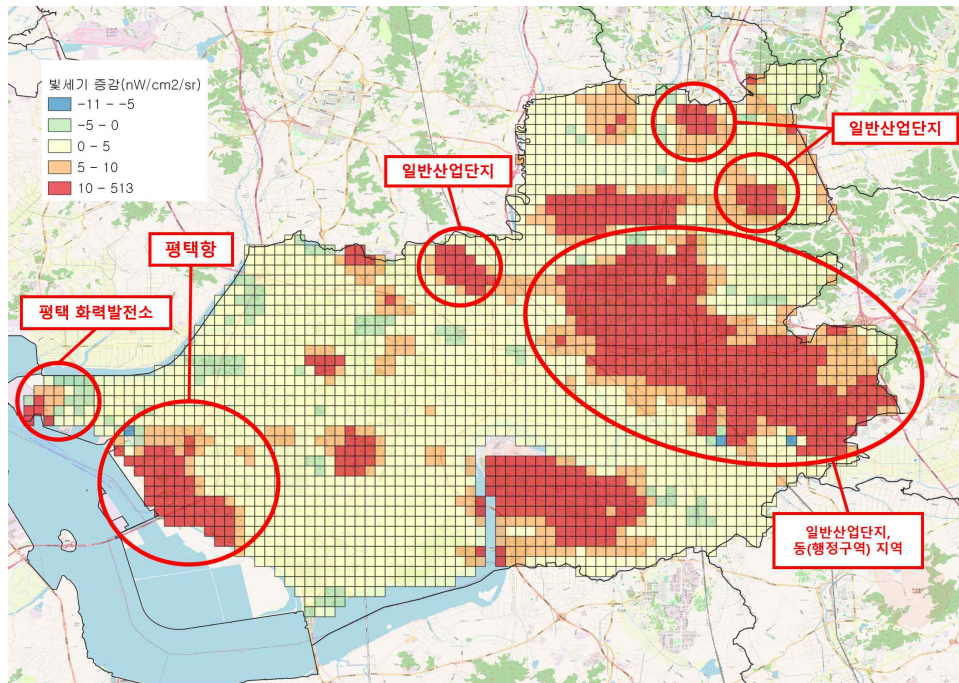 빛세기 증감(nW/cm2/sr)
-11 - -5
-5 - 0
0 - 5
5 - 10
10 - 513
일반산업단지
일반산업단지
평택항
평택 화력발전소
일반산업단지,
동(행정구역) 지역